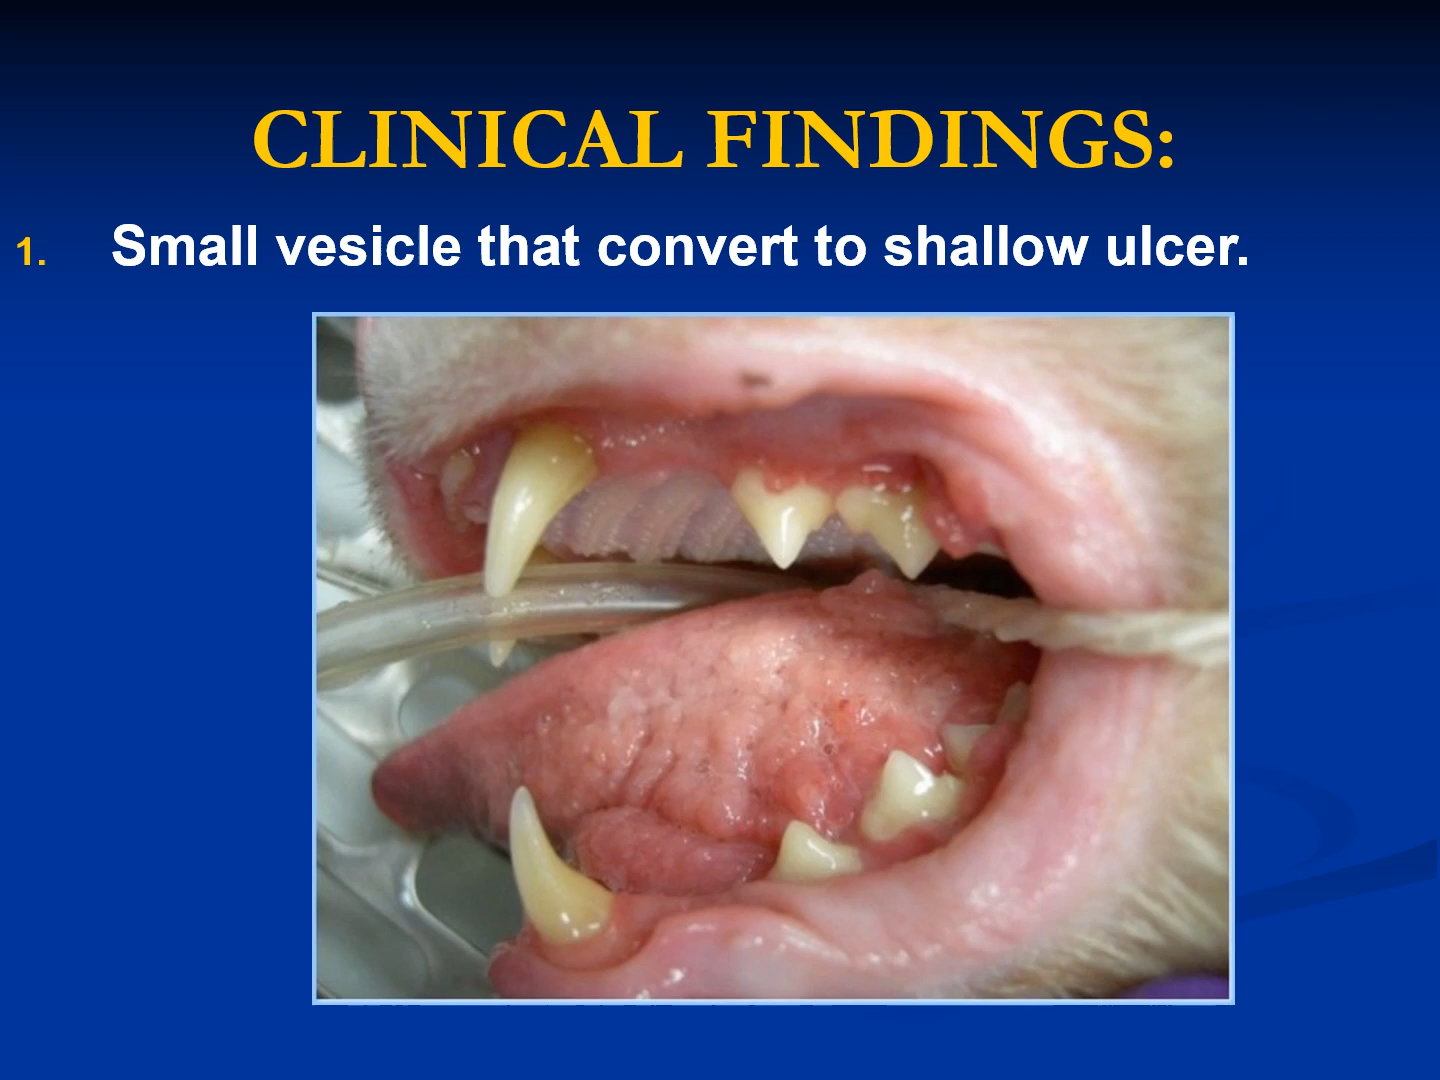 CLINICAL FINDINGS:
1. Small vesicle that convert to shallow ulcer.